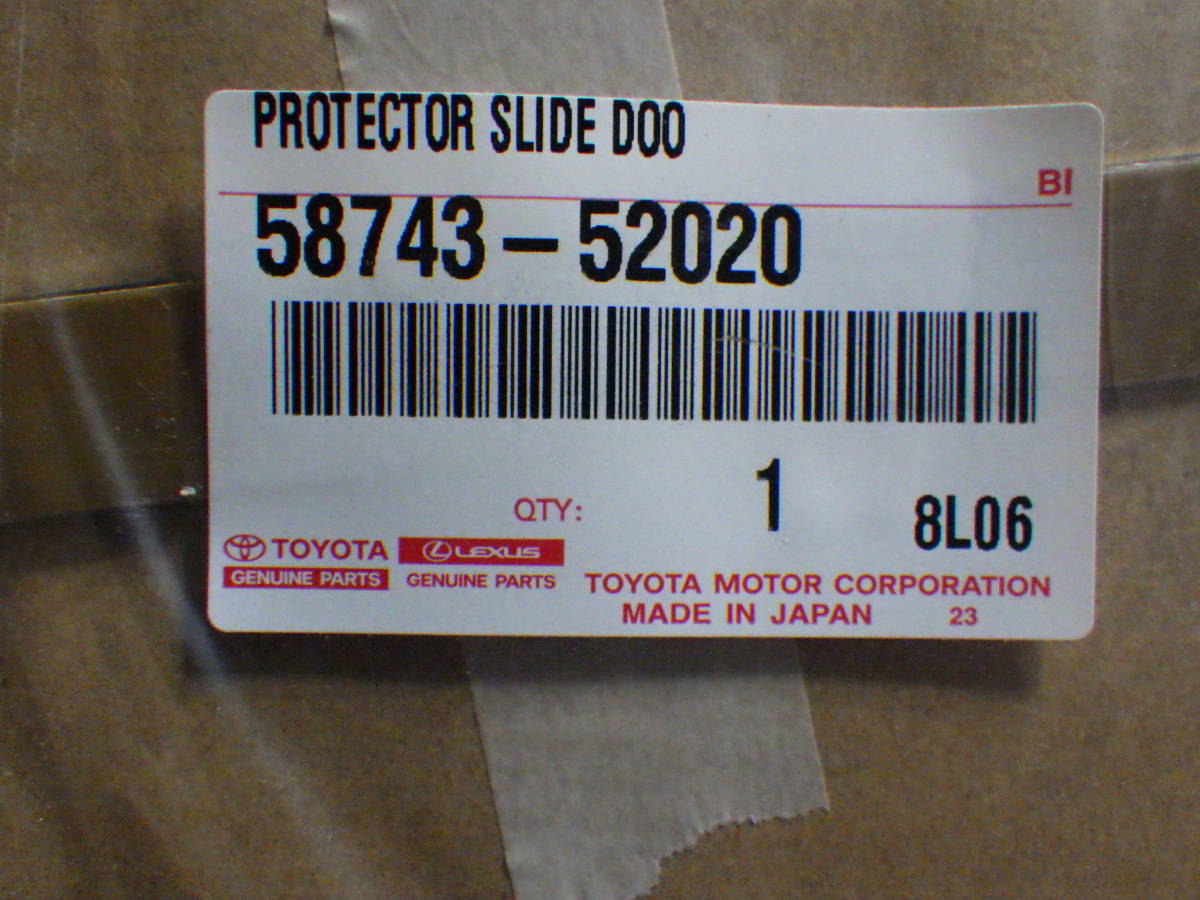 PROTECTOR SLIDE DOO
BI
58743-52020
QTY: 1 8L06
TOYOTA LEXUS
GENUINE PARTS GENUINE PARTS
TOYOTA MOTOR CORPORATION
MADE IN JAPAN 23